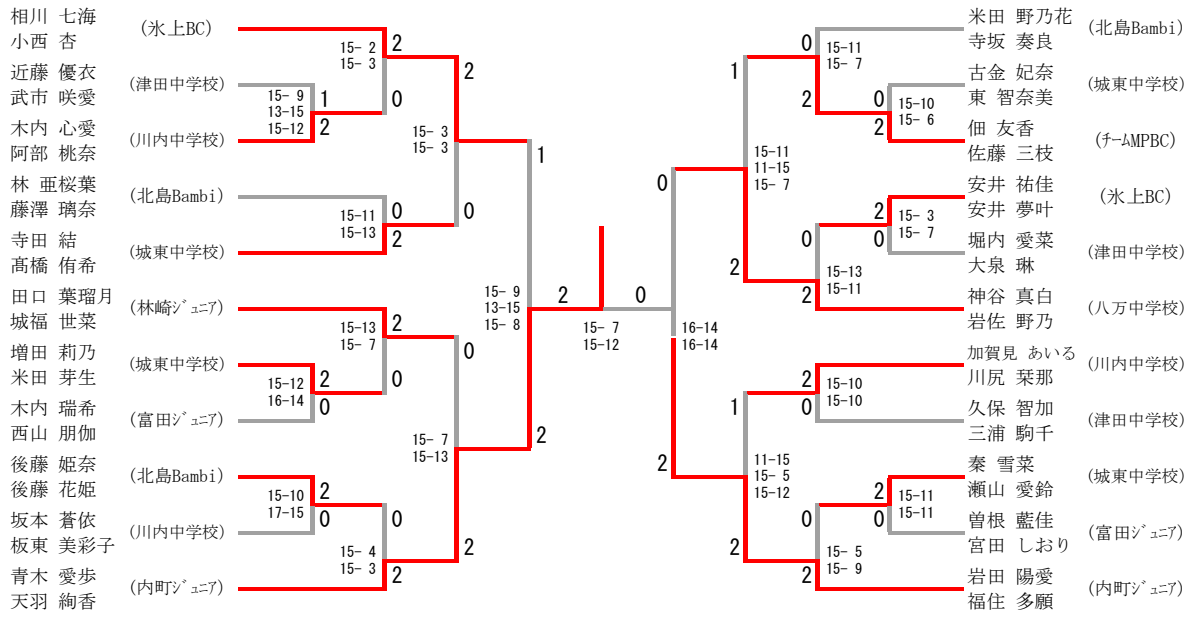 相川 七海
小西 杏
(氷上BC)
近藤 優衣
武市 咲愛
(津田中学校)
木内 心愛
阿部 桃奈
(川内中学校)
林 亜桜葉
藤澤 璃奈
(北島Bambi)
寺田 結
髙橋 侑希
(城東中学校)
田口 葉瑠月
城福 世菜
(林崎ｼﾞｭﾆｱ)
増田 莉乃
米田 芽生
(城東中学校)
木内 瑞希
西山 朋伽
(富田ｼﾞｭﾆｱ)
後藤 姫奈
後藤 花姫
(北島Bambi)
坂本 蒼依
板東 美彩子
(川内中学校)
青木 愛歩
天羽 絢香
(内町ｼﾞｭﾆｱ)
15- 9
13-15
15-12
1
2
15-12
16-14
2
0
15-10
17-15
2
0
15- 2
15- 3
2
0
15-11
15-13
0
2
15-13
15- 7
2
0
15- 4
15- 3
0
2
15- 3
15- 3
2
0
15- 7
15-13
0
2
15- 9
13-15
15- 8
1
2
2
0
15- 7
15-12
0
2
16-14
16-14
15-11
11-15
15- 7
1
2
11-15
15- 5
15-12
1
2
15-11
15- 7
0
2
15-13
15-11
0
2
15-10
15-10
2
0
15- 5
15- 9
0
2
15-10
15- 6
0
2
15- 3
15- 7
2
0
15-11
15-11
2
0
米田 野乃花
寺坂 奏良
(北島Bambi)
古金 妃奈
東 智奈美
(城東中学校)
佃 友香
佐藤 三枝
(ﾁｰﾑMPBC)
安井 祐佳
安井 夢叶
(氷上BC)
堀内 愛菜
大泉 琳
(津田中学校)
神谷 真白
岩佐 野乃
(八万中学校)
加賀見 あいる
川尻 栞那
(川内中学校)
久保 智加
三浦 駒千
(津田中学校)
秦 雪菜
瀬山 愛鈴
(城東中学校)
曽根 藍佳
宮田 しおり
(富田ｼﾞｭﾆｱ)
岩田 陽愛
福住 多願
(内町ｼﾞｭﾆｱ)